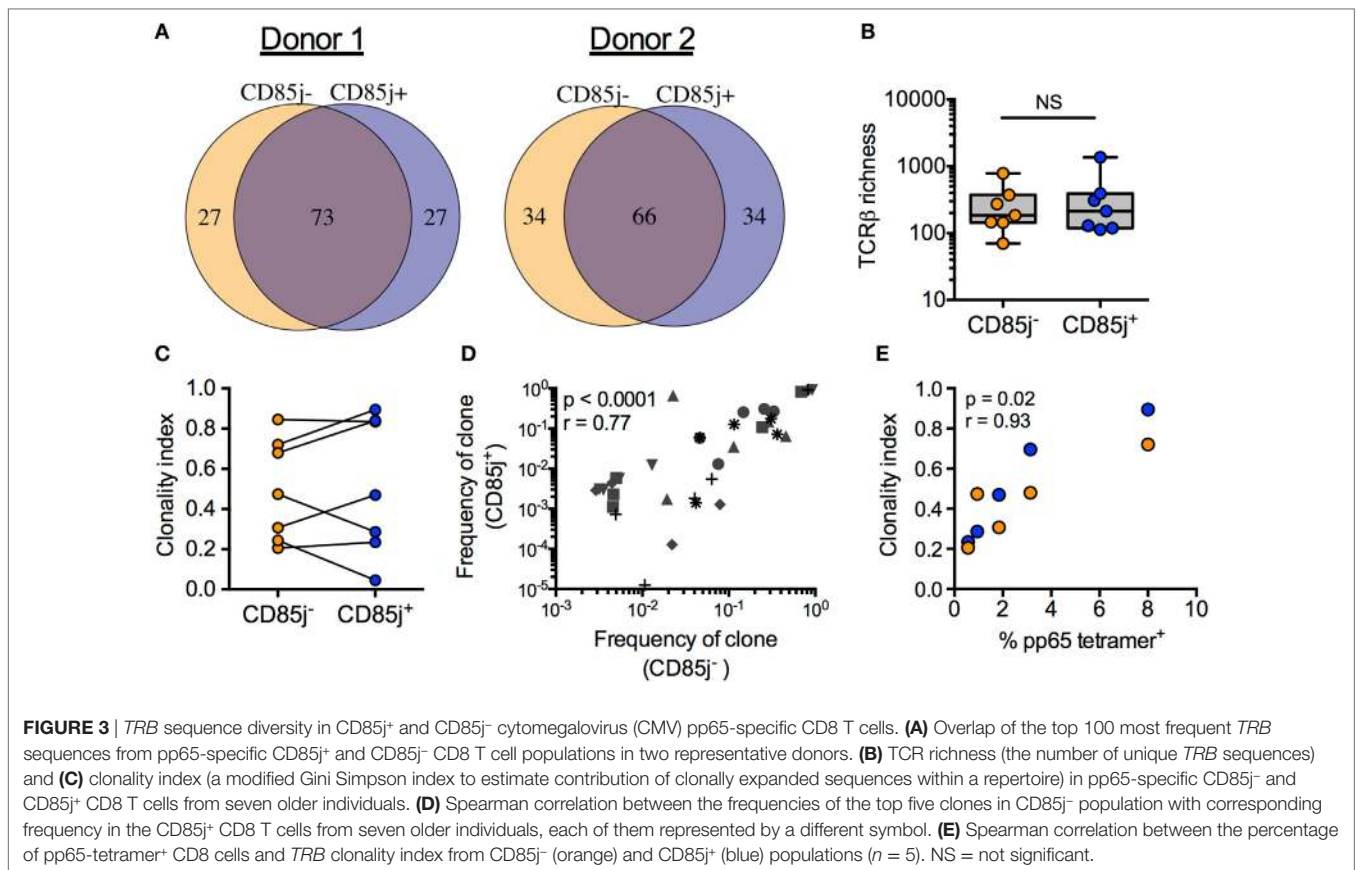 A
Donor 1
Donor 2
CD85j- CD85j+
CD85j- CD85j+
27 73 27
34 66 34
B
NS
TCRβ richness
10000
1000
100
10
CD85j-
CD85j+
C
Clonality index
1.0
0.8
0.6
0.4
0.2
0.0
CD85j-
CD85j+
D
Frequency of clone
(CD85j+)
p < 0.0001
r = 0.77
10^0
10^-1
10^-2
10^-3
10^-4
10^-5
10^-3 10^-2 10^-1 10^0
Frequency of clone
(CD85j-)
E
Clonality index
p = 0.02
r = 0.93
1.0
0.8
0.6
0.4
0.2
0.0
0 2 4 6 8 10
% pp65 tetramer+
FIGURE 3 | TRB sequence diversity in CD85j+ and CD85j− cytomegalovirus (CMV) pp65-specific CD8 T cells. (A) Overlap of the top 100 most frequent TRB
sequences from pp65-specific CD85j+ and CD85j− CD8 T cell populations in two representative donors. (B) TCR richness (the number of unique TRB sequences)
and (C) clonality index (a modified Gini Simpson index to estimate contribution of clonally expanded sequences within a repertoire) in pp65-specific CD85j− and
CD85j+ CD8 T cells from seven older individuals. (D) Spearman correlation between the frequencies of the top five clones in CD85j− population with corresponding
frequency in the CD85j+ CD8 T cells from seven older individuals, each of them represented by a different symbol. (E) Spearman correlation between the percentage
of pp65-tetramer+ CD8 cells and TRB clonality index from CD85j− (orange) and CD85j+ (blue) populations (n = 5). NS = not significant.